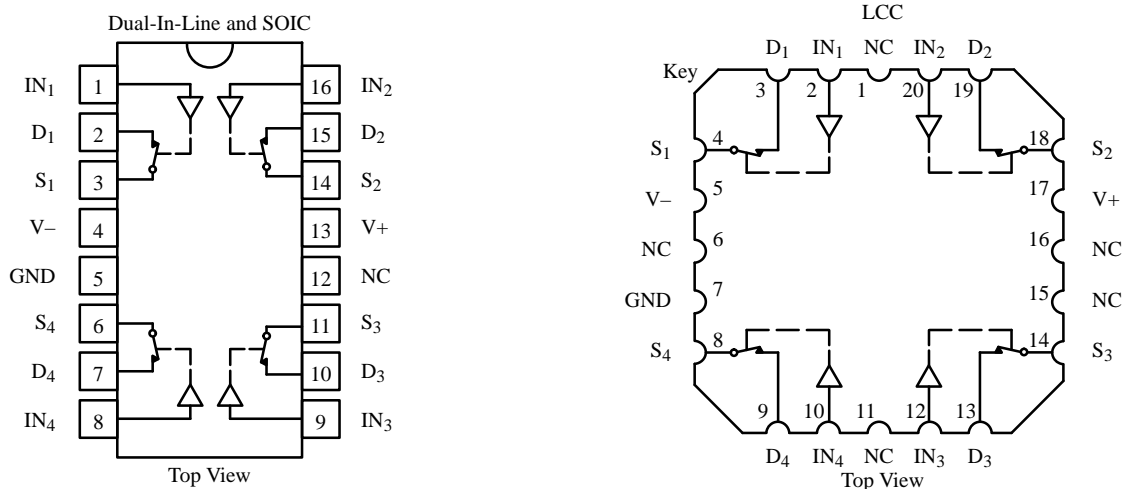 Dual-In-Line and SOIC
IN1 1 16 IN2
D1 2 15 D2
S1 3 14 S2
V– 4 13 V+
GND 5 12 NC
S4 6 11 S3
D4 7 10 D3
IN4 8 9 IN3
Top View
LCC
D1 IN1 NC IN2 D2
Key
3 2 1 20 19
S1 4 18 S2
V– 5 17 V+
NC 6 16 NC
GND 7 15 NC
S4 8 14 S3
9 10 11 12 13
D4 IN4 NC IN3 D3
Top View